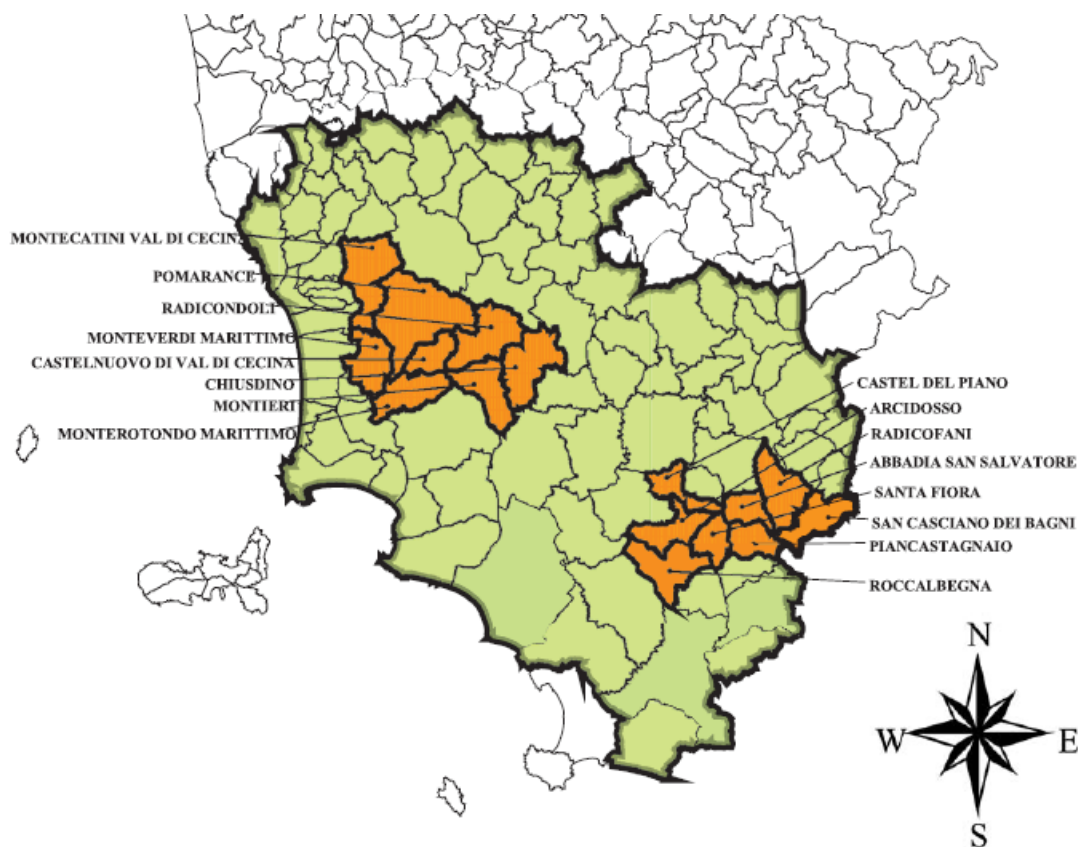 MONTECATINI VAL DI CECINA
POMARANCE
RADICONDOLI
MONTEVERDI MARITTIMO
CASTELNUOVO DI VAL DI CECINA
CHIUSDINO
MONTIERI
MONTEROTONDO MARITTIMO
CASTEL DEL PIANO
ARCIDOSSO
RADICOFANI
ABBADIA SAN SALVATORE
SANTA FIORA
SAN CASCIANO DEI BAGNI
PIANCASTAGNAIO
ROCCALBEGNA
N
W E
S